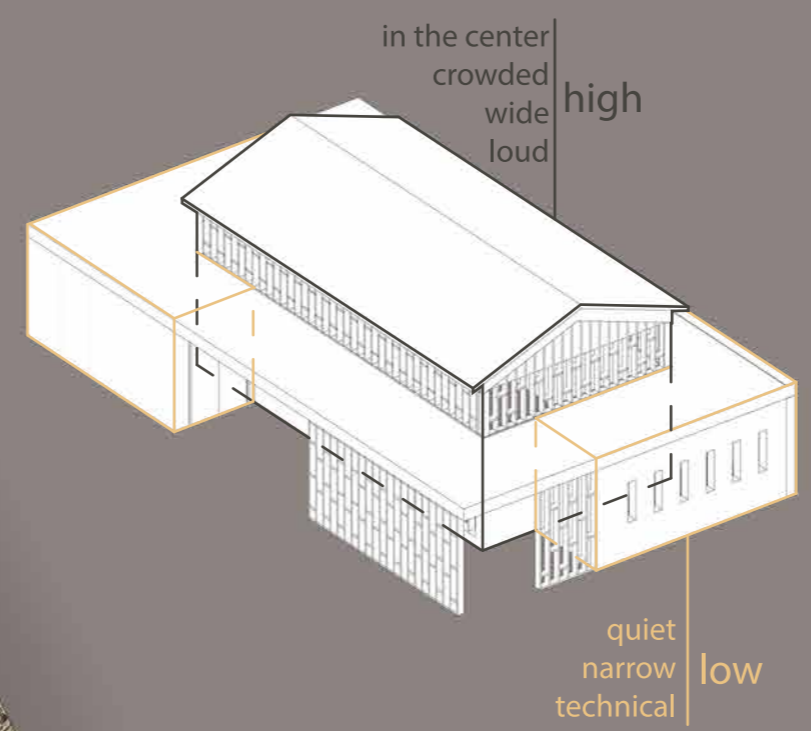 in the center
crowded
wide
loud
high
quiet
narrow
technical
low